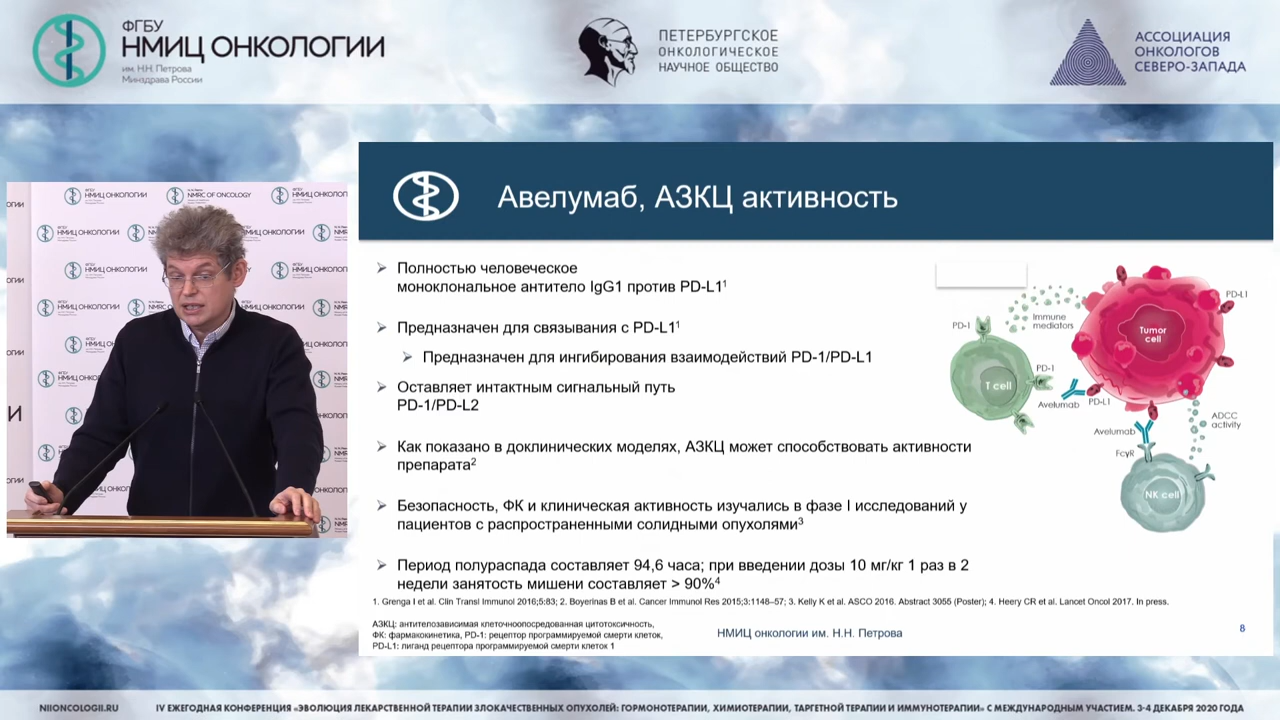 ФГБУ
НМИЦ ОНКОЛОГИИ
им. Н.Н. Петрова
Минздрава России
ПЕТЕРБУРГСКОЕ
ОНКОЛОГИЧЕСКОЕ
НАУЧНОЕ ОБЩЕСТВО
АССОЦИАЦИЯ
ОНКОЛОГОВ
СЕВЕРО-ЗАПАДА
НМИЦ ОНКОЛОГИИ
NMRC OF ONCOLOGY
Авелумаб, АЗКЦ активность
Полностью человеческое
моноклональное антитело IgG1 против PD-L1¹
Предназначен для связывания с PD-L1¹
Предназначен для ингибирования взаимодействий PD-1/PD-L1
Оставляет интактным сигнальный путь
PD-1/PD-L2
Как показано в доклинических моделях, АЗКЦ может способствовать активности
препарата²
Безопасность, ФК и клиническая активность изучались в фазе I исследований у
пациентов с распространенными солидными опухолями³
Период полураспада составляет 94,6 часа; при введении дозы 10 мг/кг 1 раз в 2
недели занятость мишени составляет > 90%⁴
PD-L1
Immune
mediators
PD-1
Tumor
cell
PD-1
T cell
Avelumab
PD-L1
ADCC
activity
Avelumab
FcγR
NK cell
1. Grenga I et al. Clin Transl Immunol 2016;5:83; 2. Boyerinas B et al. Cancer Immunol Res 2015;3:1148–57; 3. Kelly K et al. ASCO 2016. Abstract 3055 (Poster); 4. Heery CR et al. Lancet Oncol 2017. In press.
АЗКЦ: антителозависимая клеточноопосредованная цитотоксичность,
ФК: фармакокинетика, PD-1: рецептор программируемой смерти клеток,
PD-L1: лиганд рецептора программируемой смерти клеток 1
НМИЦ онкологии им. Н.Н. Петрова
8
NIIONCOLOGII.RU
IV ЕЖЕГОДНАЯ КОНФЕРЕНЦИЯ «ЭВОЛЮЦИЯ ЛЕКАРСТВЕННОЙ ТЕРАПИИ ЗЛОКАЧЕСТВЕННЫХ ОПУХОЛЕЙ: ГОРМОНОТЕРАПИИ, ХИМИОТЕРАПИИ, ТАРГЕТНОЙ ТЕРАПИИ И ИММУНОТЕРАПИИ» С МЕЖДУНАРОДНЫМ УЧАСТИЕМ. 3-4 ДЕКАБРЯ 2020 ГОДА